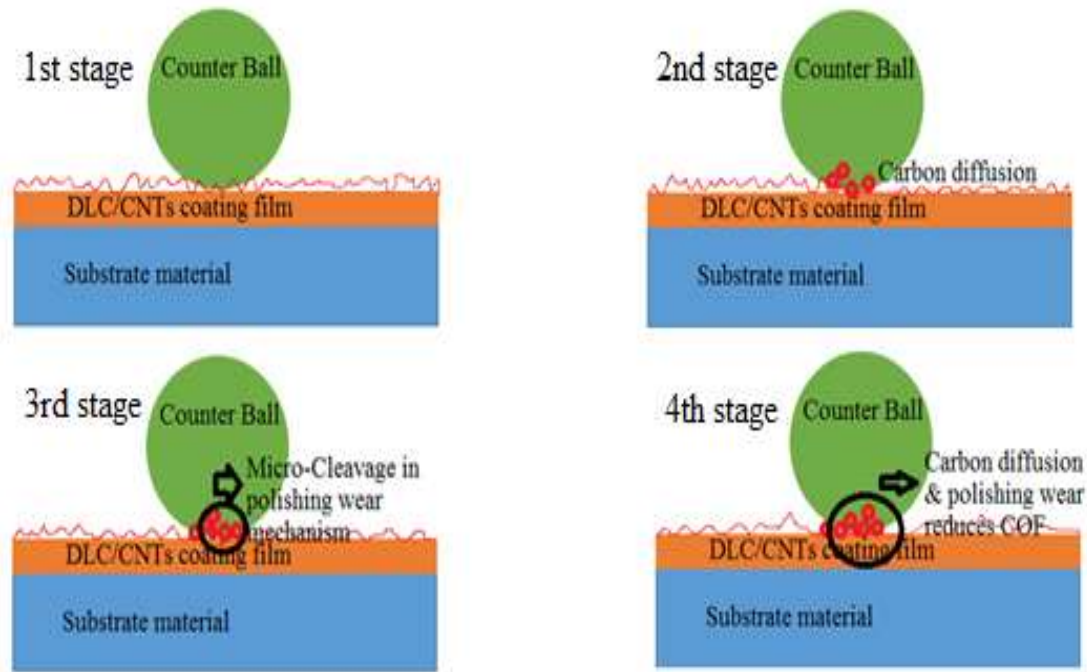 1st stage
Counter Ball
DLC/CNTs coating film
Substrate material
2nd stage
Counter Ball
Carbon diffusion
DLC/CNTs coating film
Substrate material
3rd stage
Counter Ball
Micro-Cleavage in
polishing wear
mechanism
DLC/CNTs coating film
Substrate material
4th stage
Counter Ball
Carbon diffusion
& polishing wear
reduces COF
DLC/CNTs coating film
Substrate material